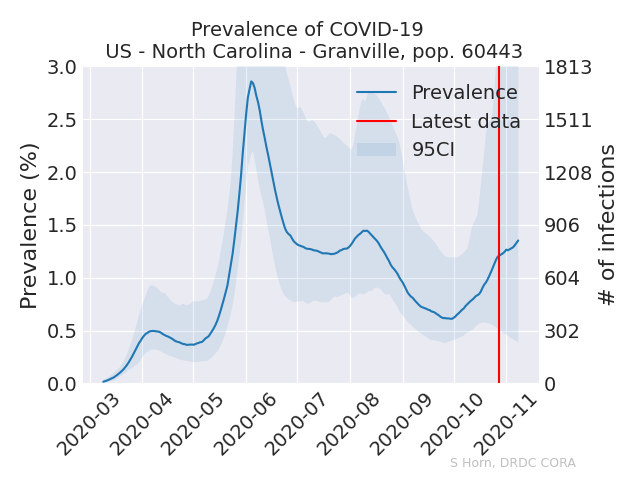 Prevalence of COVID-19
US - North Carolina - Granville, pop. 60443
Prevalence (%)
3.0
2.5
2.0
1.5
1.0
0.5
0.0
1813
1511
1208
906
604
302
0
# of infections
Prevalence
Latest data
95CI
2020-03
2020-04
2020-05
2020-06
2020-07
2020-08
2020-09
2020-10
2020-11
S Horn, DRDC CORA